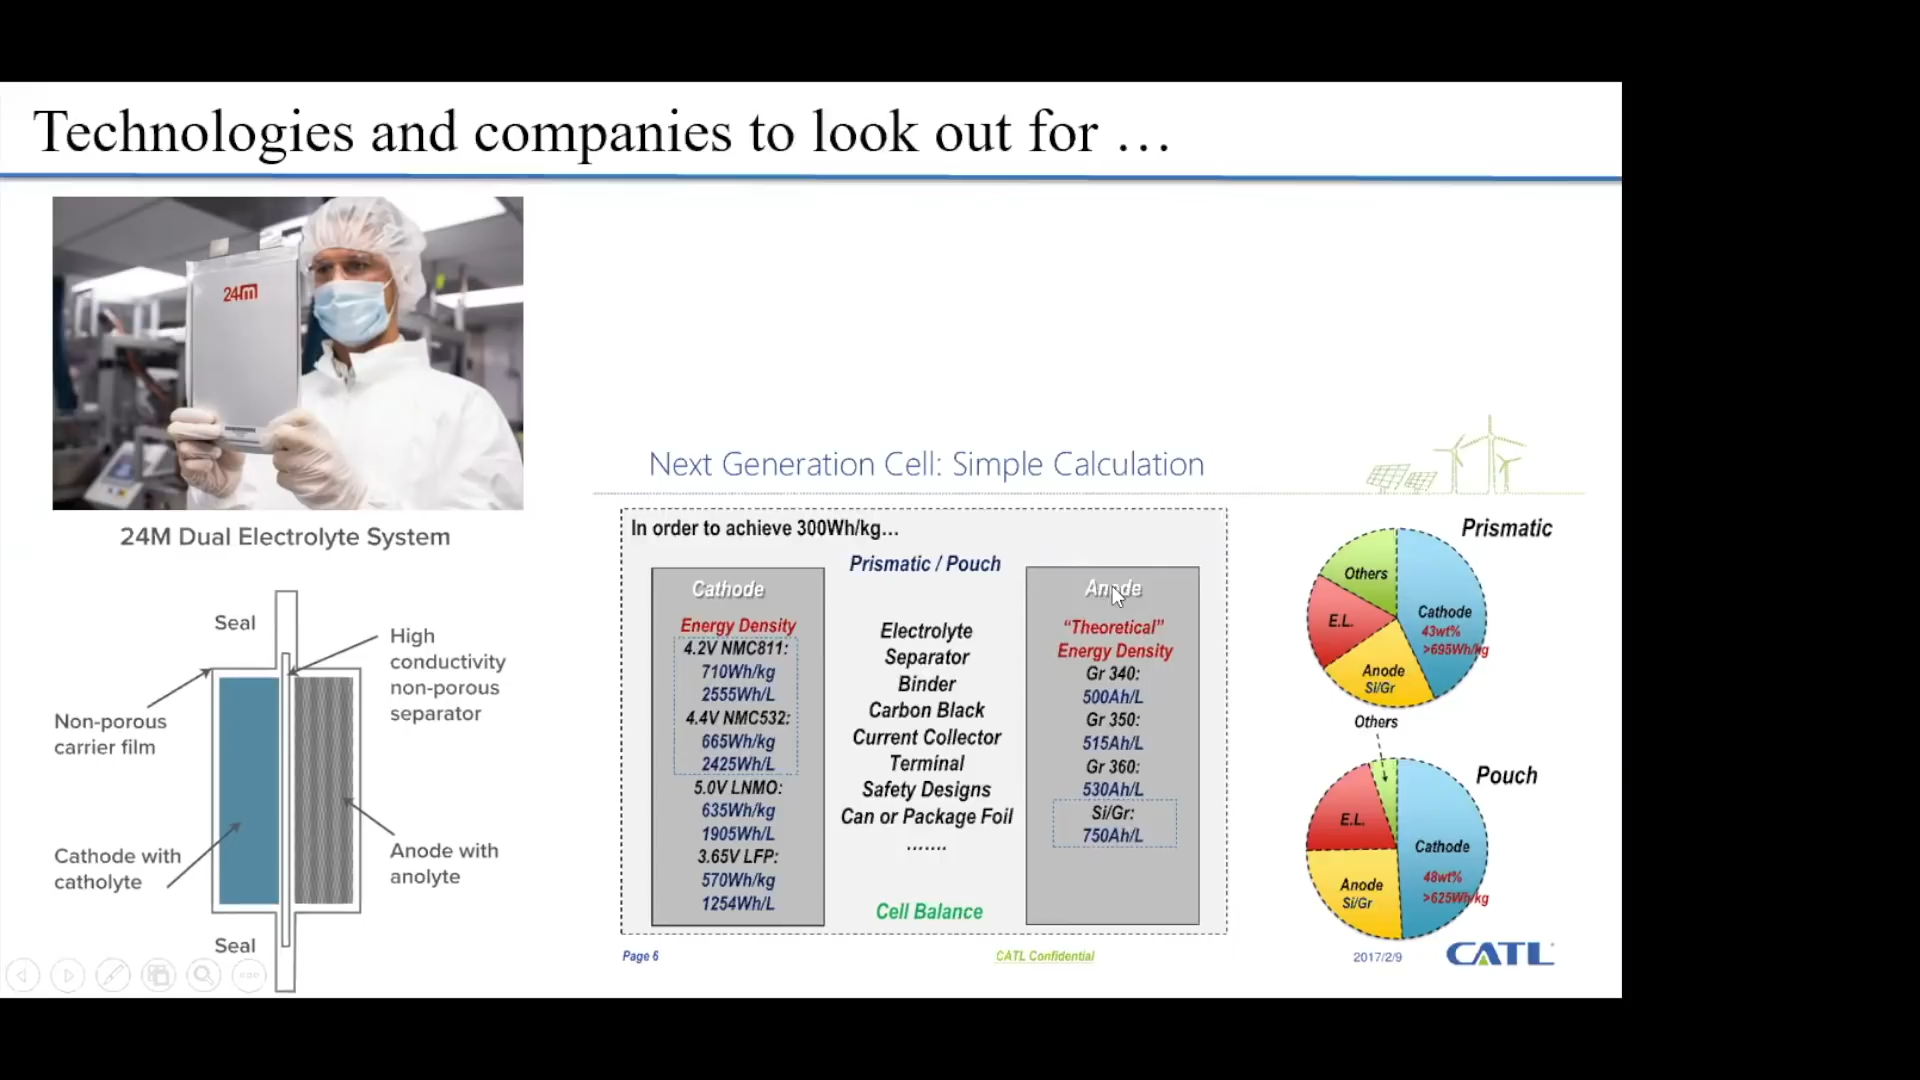 Technologies and companies to look out for …
24m
24M Dual Electrolyte System
Seal
High
conductivity
non-porous
separator
Non-porous
carrier film
Cathode with
catholyte
Anode with
anolyte
Seal
Next Generation Cell: Simple Calculation
In order to achieve 300Wh/kg…
Prismatic / Pouch
Cathode
Energy Density
4.2V NMC811:
710Wh/kg
2555Wh/L
4.4V NMC532:
665Wh/kg
2425Wh/L
5.0V LNMO:
635Wh/kg
1905Wh/L
3.65V LFP:
570Wh/kg
1254Wh/L
Electrolyte
Separator
Binder
Carbon Black
Current Collector
Terminal
Safety Designs
Can or Package Foil
…….
Cell Balance
Anode
“Theoretical”
Energy Density
Gr 340:
500Ah/L
Gr 350:
515Ah/L
Gr 360:
530Ah/L
Si/Gr:
750Ah/L
Prismatic
Others
Cathode
43wt%
>695Wh/kg
E.L.
Anode
Si/Gr
Others
Pouch
E.L.
Cathode
48wt%
>625Wh/kg
Anode
Si/Gr
Page 6
CATL Confidential
2017/2/9
CATL